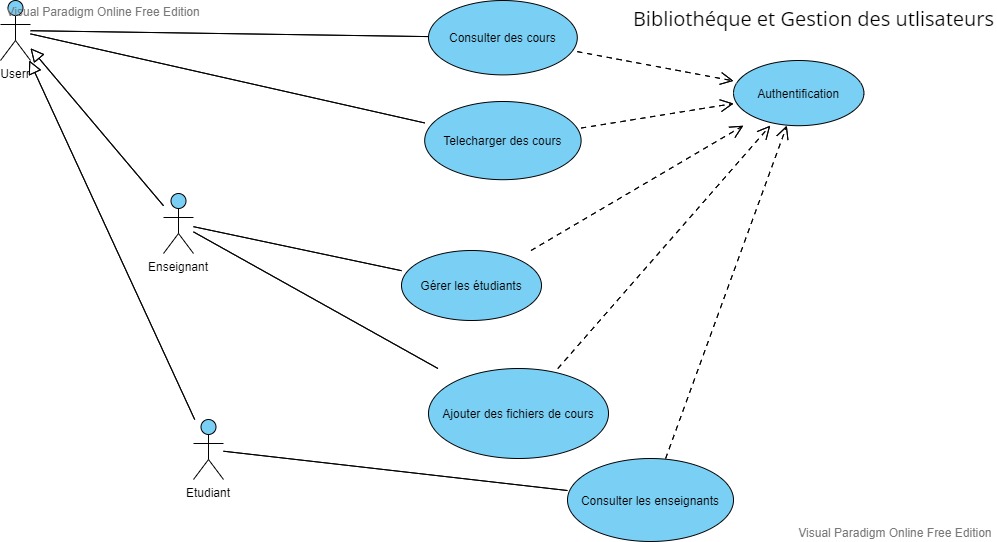 Visual Paradigm Online Free Edition
Bibliothéque et Gestion des utlisateurs
Consulter des cours
Userr
Authentification
Telecharger des cours
Enseignant
Gérer les étudiants
Ajouter des fichiers de cours
Etudiant
Consulter les enseignants
Visual Paradigm Online Free Edition